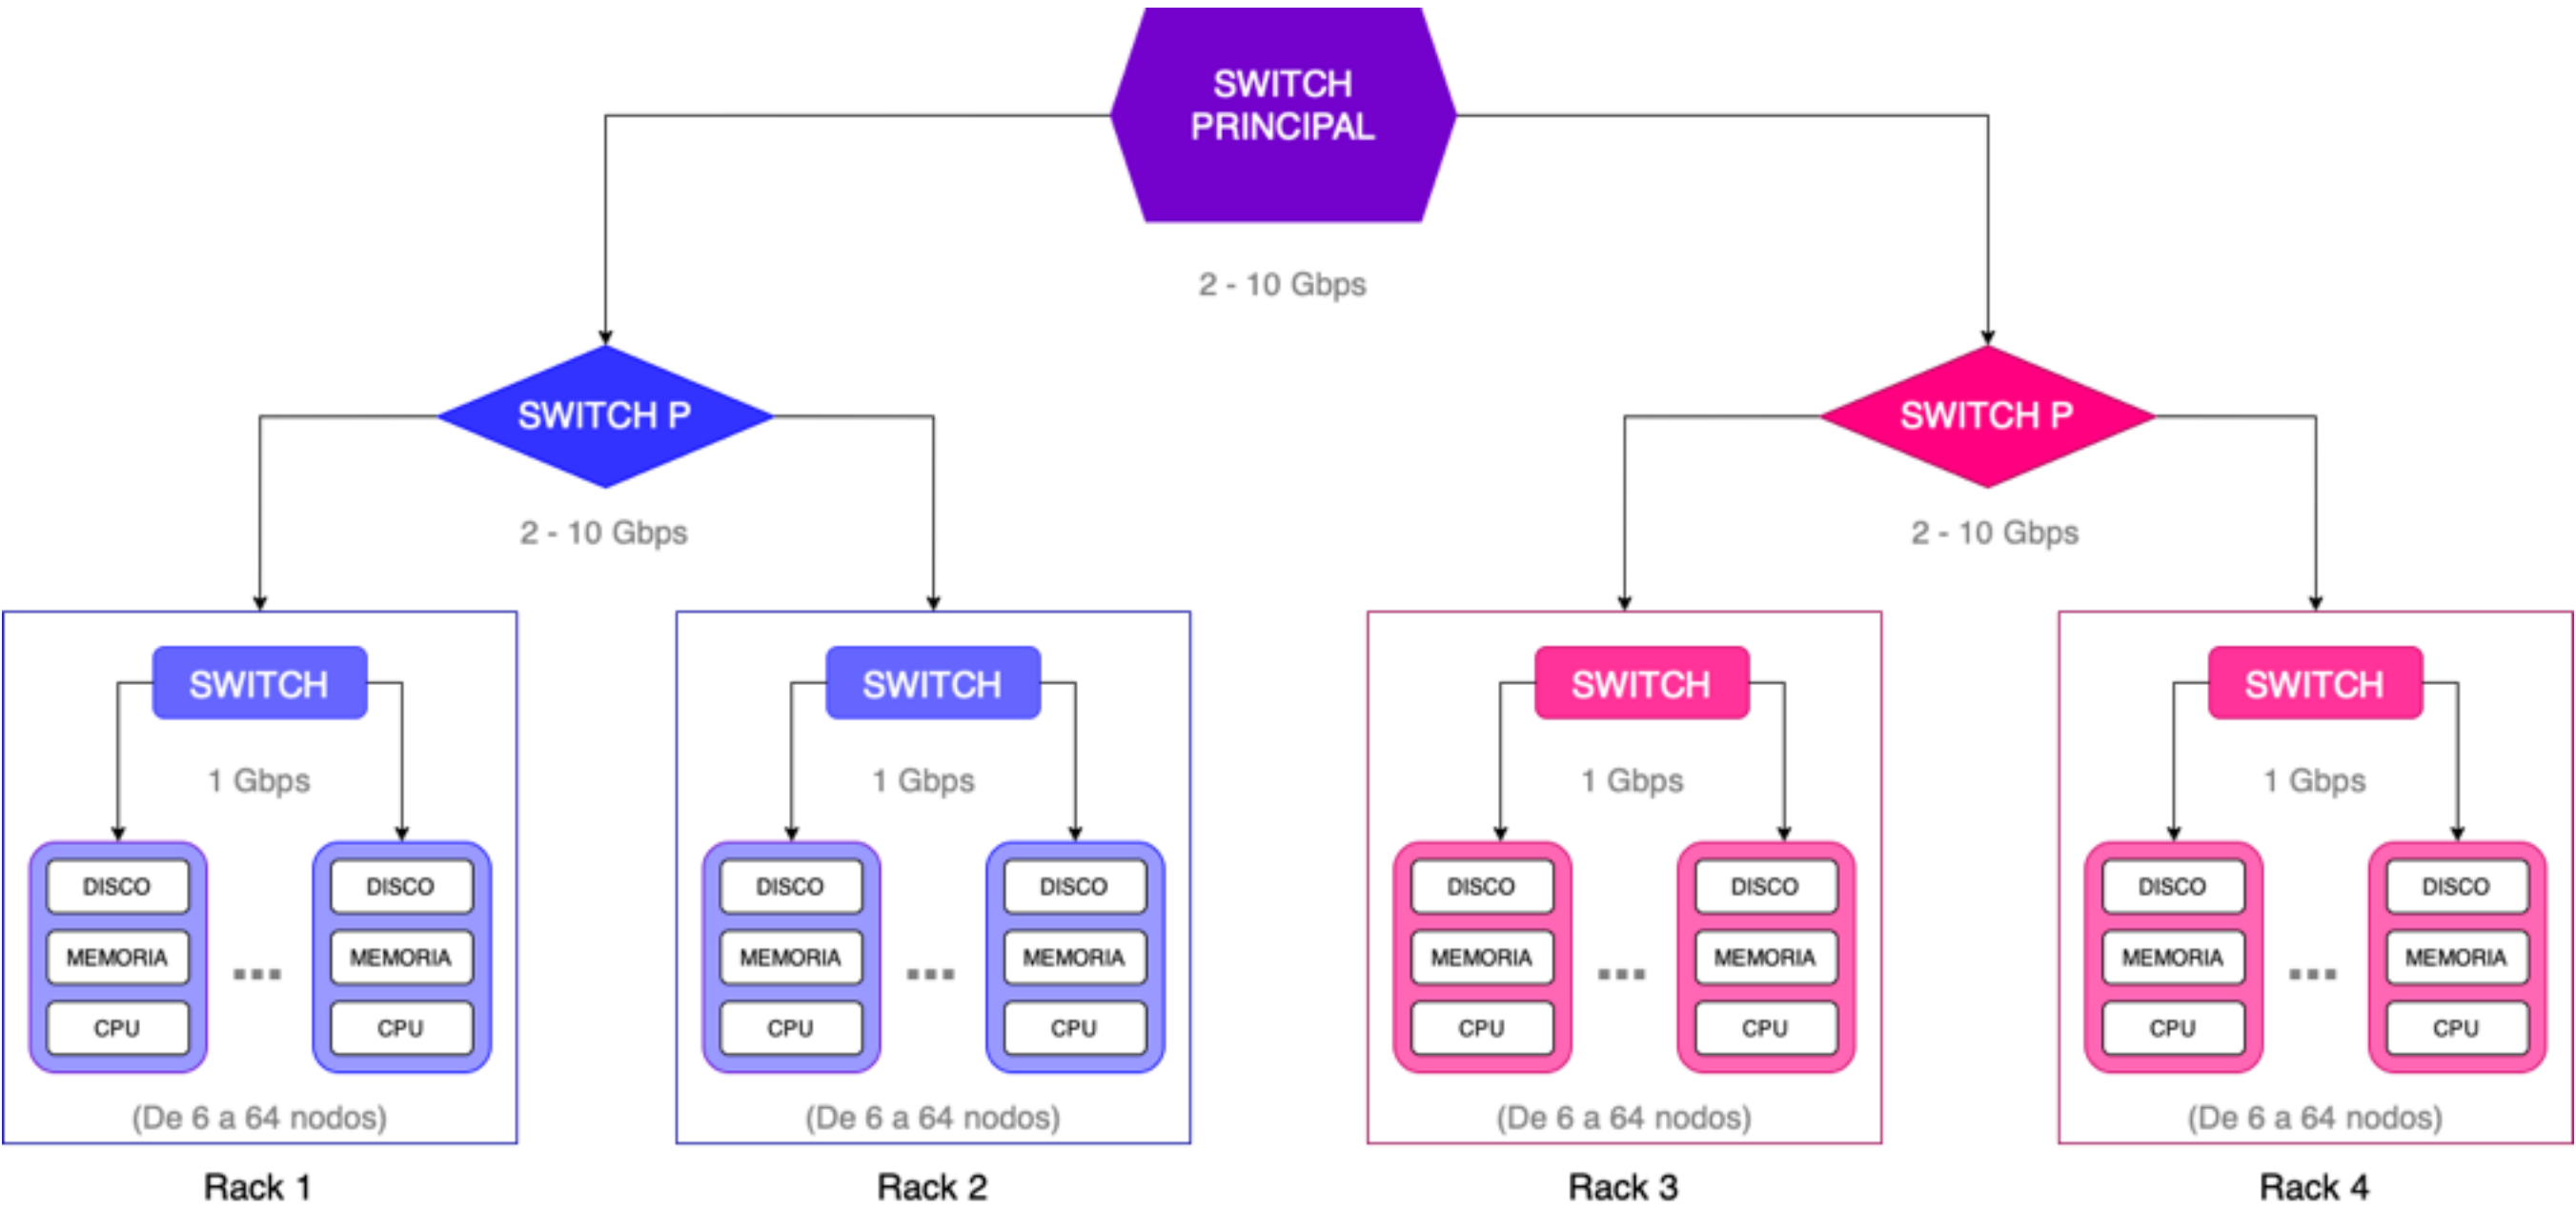 SWITCH
PRINCIPAL
2 - 10 Gbps
SWITCH P
SWITCH P
2 - 10 Gbps
2 - 10 Gbps
SWITCH
SWITCH
SWITCH
SWITCH
1 Gbps
1 Gbps
1 Gbps
1 Gbps
DISCO
DISCO
DISCO
DISCO
DISCO
DISCO
DISCO
DISCO
MEMORIA
MEMORIA
MEMORIA
MEMORIA
MEMORIA
MEMORIA
MEMORIA
MEMORIA
CPU
CPU
CPU
CPU
CPU
CPU
CPU
CPU
(De 6 a 64 nodos)
(De 6 a 64 nodos)
(De 6 a 64 nodos)
(De 6 a 64 nodos)
Rack 1
Rack 2
Rack 3
Rack 4